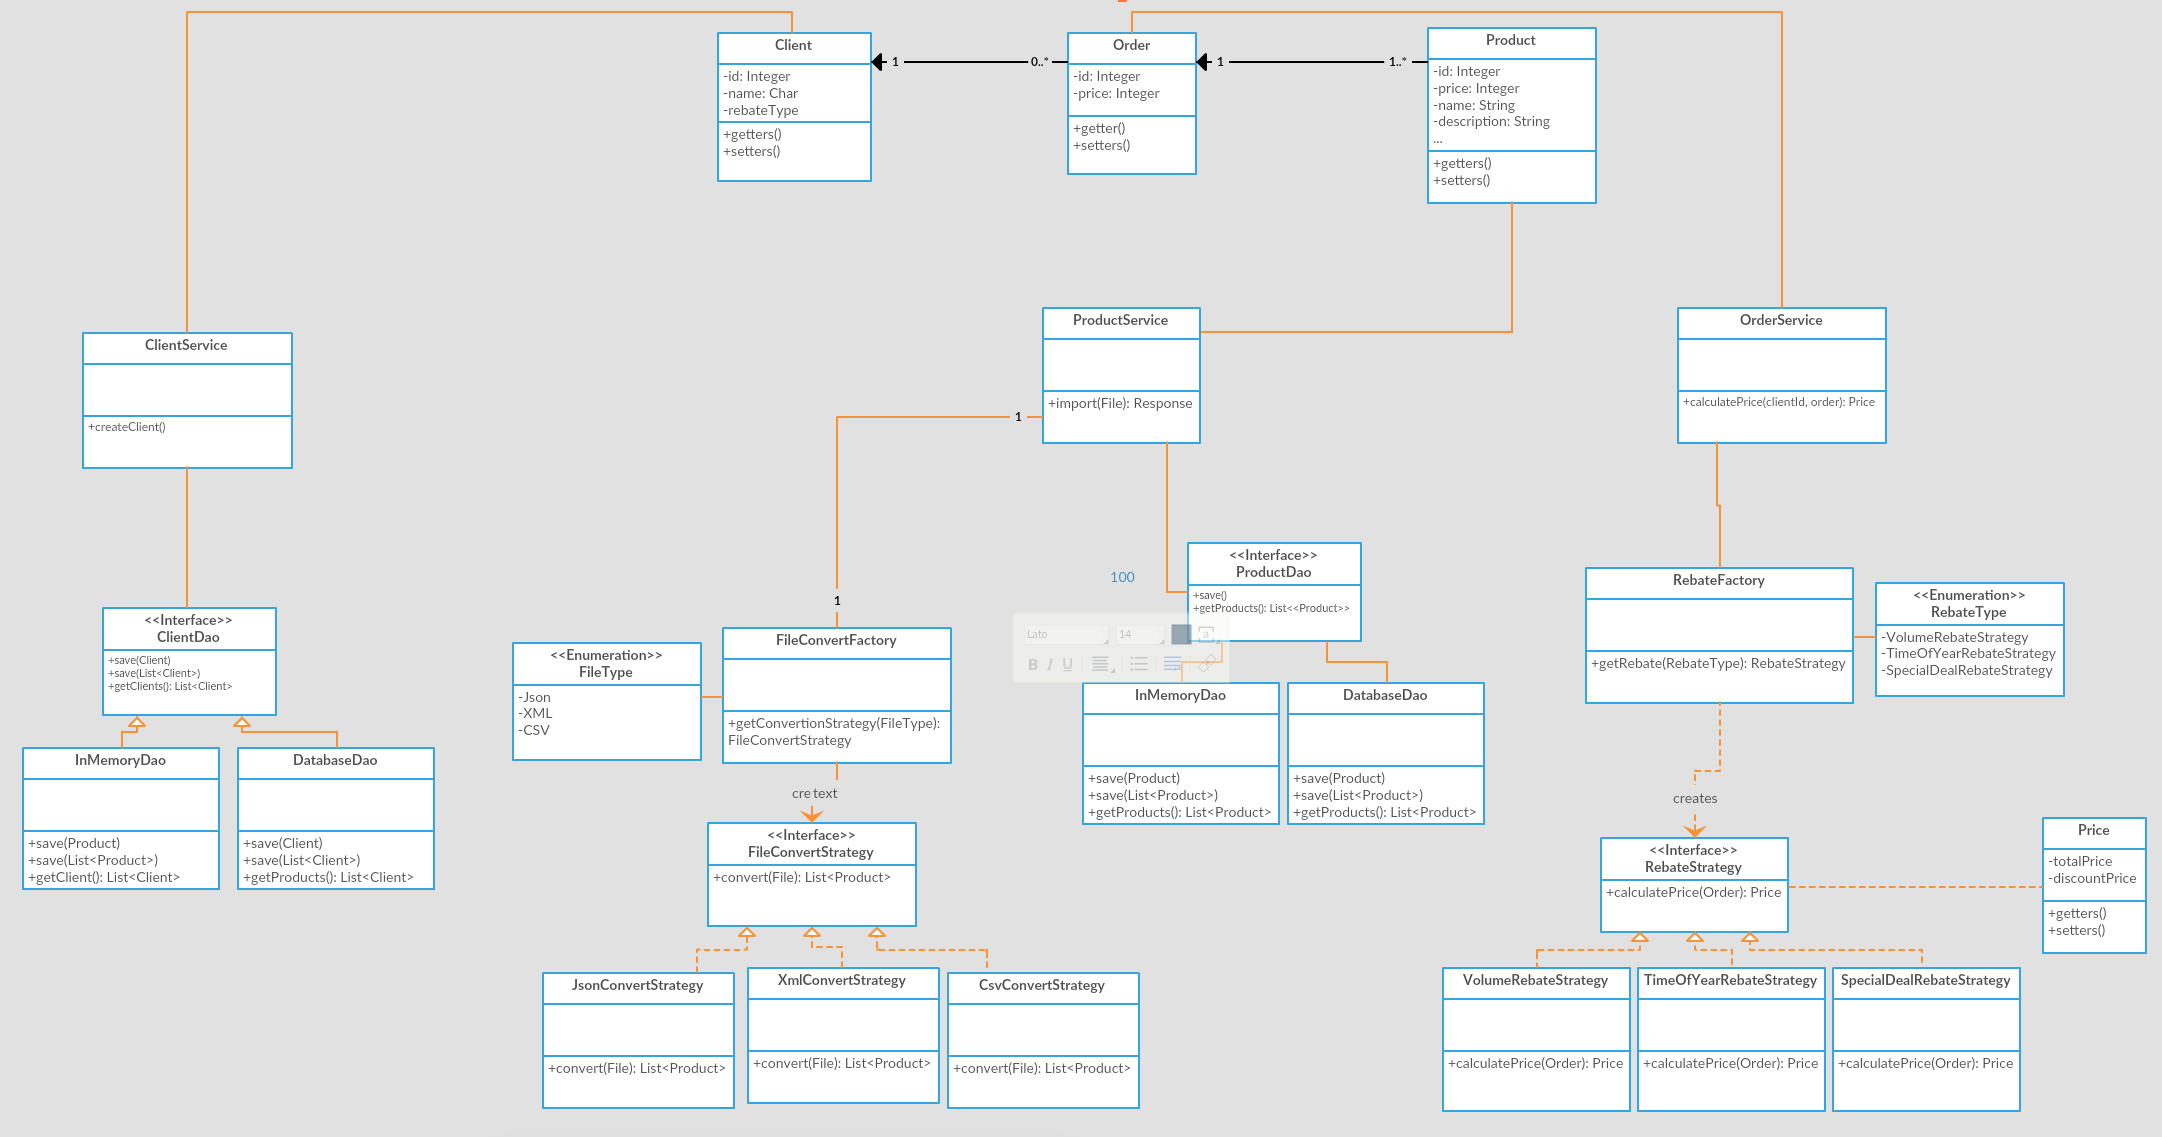 Client
-id: Integer
-name: Char
-rebateType
+getters()
+setters()
1
0..*
Order
-id: Integer
-price: Integer
+getter()
+setters()
1
1..*
Product
-id: Integer
-price: Integer
-name: String
-description: String
...
+getters()
+setters()
ClientService
+createClient()
ProductService
+import(File): Response
1
1
OrderService
+calculatePrice(clientId, order): Price
<<Interface>>
ClientDao
+save(Client)
+save(List<Client>)
+getClients(): List<Client>
InMemoryDao
+save(Product)
+save(List<Product>)
+getClient(): List<Client>
DatabaseDao
+save(Client)
+save(List<Client>)
+getProducts(): List<Client>
<<Enumeration>>
FileType
-Json
-XML
-CSV
FileConvertFactory
+getConvertionStrategy(FileType):
FileConvertStrategy
cre text
<<Interface>>
FileConvertStrategy
+convert(File): List<Product>
JsonConvertStrategy
+convert(File): List<Product>
XmlConvertStrategy
+convert(File): List<Product>
CsvConvertStrategy
+convert(File): List<Product>
100
<<Interface>>
ProductDao
+save()
+getProducts(): List<<Product>>
Lato
14
a
B I U
InMemoryDao
+save(Product)
+save(List<Product>)
+getProducts(): List<Product>
DatabaseDao
+save(Product)
+save(List<Product>)
+getProducts(): List<Product>
RebateFactory
+getRebate(RebateType): RebateStrategy
<<Enumeration>>
RebateType
-VolumeRebateStrategy
-TimeOfYearRebateStrategy
-SpecialDealRebateStrategy
creates
<<Interface>>
RebateStrategy
+calculatePrice(Order): Price
Price
-totalPrice
-discountPrice
+getters()
+setters()
VolumeRebateStrategy
+calculatePrice(Order): Price
TimeOfYearRebateStrategy
+calculatePrice(Order): Price
SpecialDealRebateStrategy
+calculatePrice(Order): Price